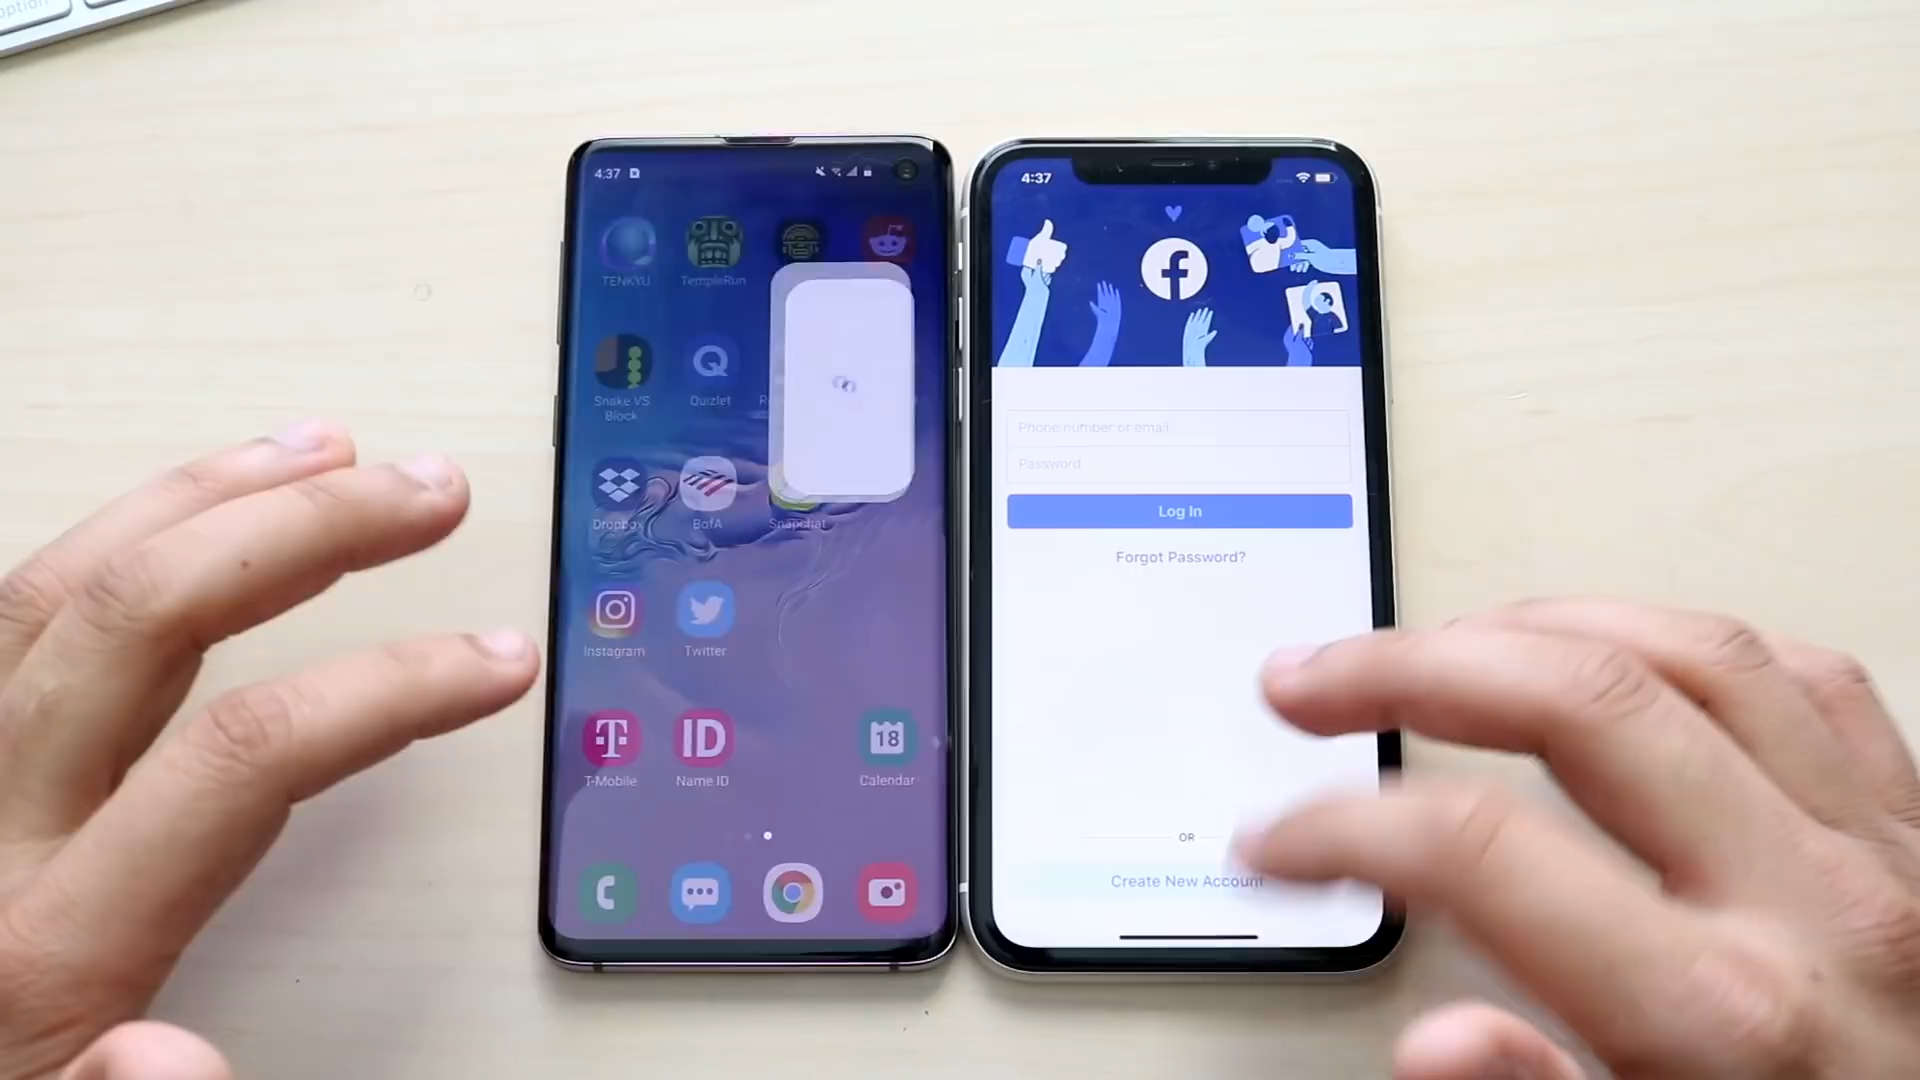 option
4:37
TENKYU
TempleRun
Snake VS
Block
Quizlet
Dropbox
BofA
Snapchat
Instagram
Twitter
T-Mobile
ID
Name ID
18
Calendar
4:37
Phone number or email
Password
Log In
Forgot Password?
OR
Create New Account